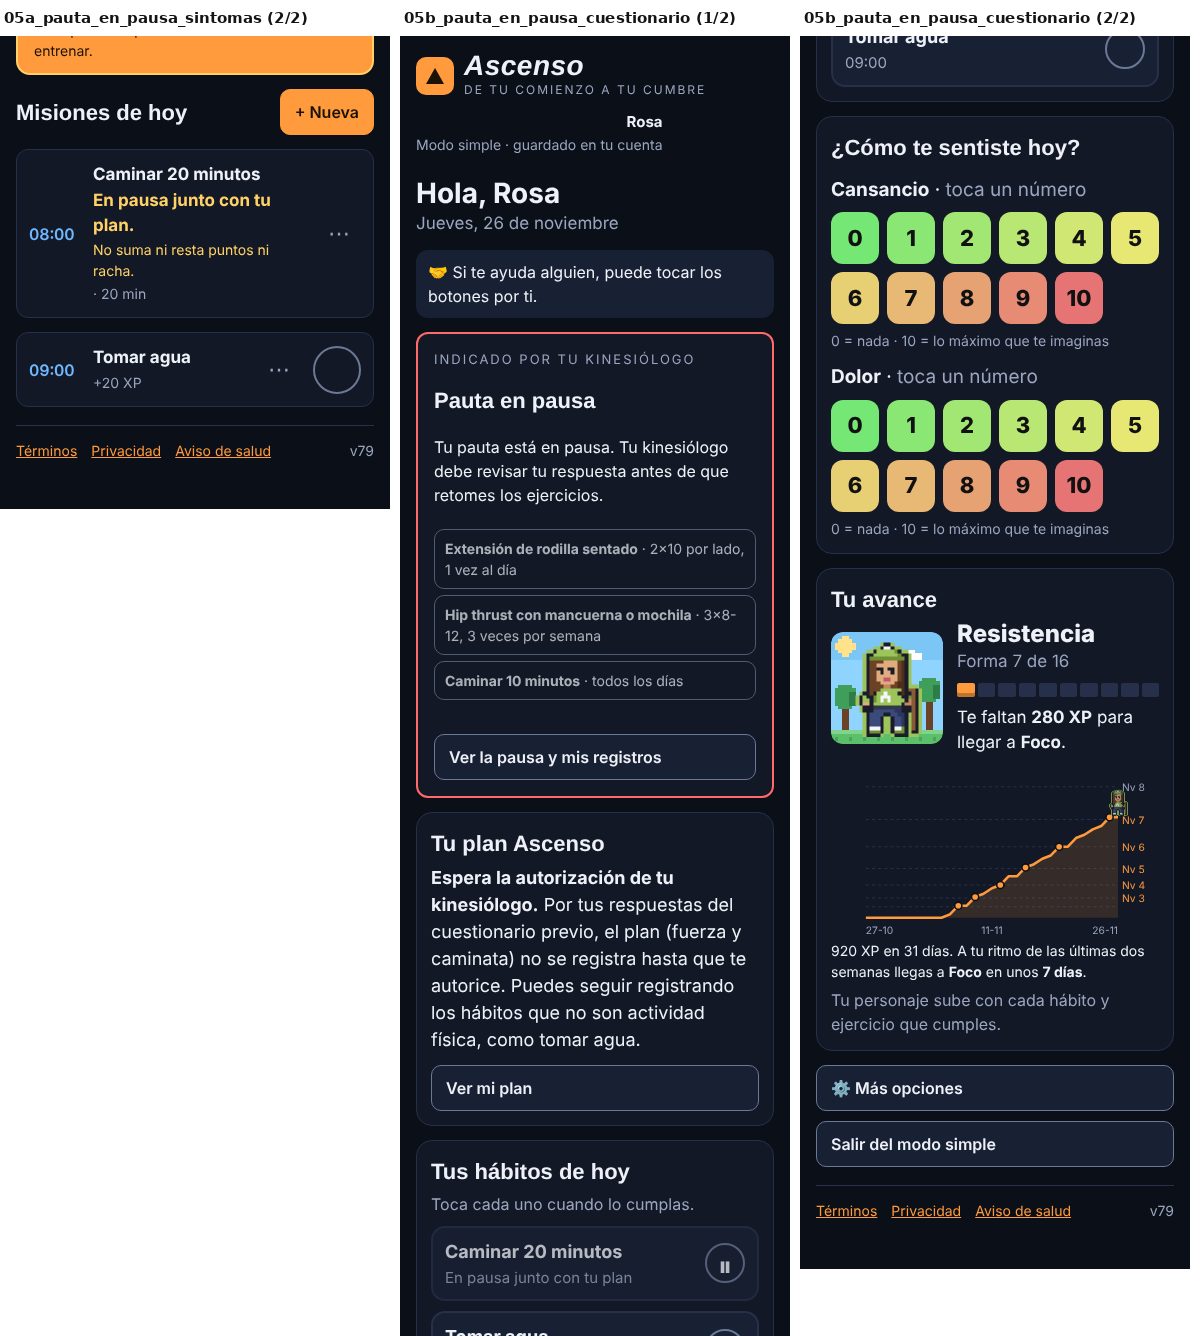 05a_pauta_en_pausa_sintomas (2/2)
entrenar.
Misiones de hoy
+ Nueva
08:00
Caminar 20 minutos
En pausa junto con tu
plan.
No suma ni resta puntos ni
racha.
· 20 min
...
09:00
Tomar agua
+20 XP
...
Términos Privacidad Aviso de salud
v79
05b_pauta_en_pausa_cuestionario (1/2)
Ascenso
DE TU COMIENZO A TU CUMBRE
Rosa
Modo simple · guardado en tu cuenta
Hola, Rosa
Jueves, 26 de noviembre
🤝 Si te ayuda alguien, puede tocar los
botones por ti.
INDICADO POR TU KINESIÓLOGO
Pauta en pausa
Tu pauta está en pausa. Tu kinesiólogo
debe revisar tu respuesta antes de que
retomes los ejercicios.
Extensión de rodilla sentado · 2×10 por lado,
1 vez al día
Hip thrust con mancuerna o mochila · 3×8-
12, 3 veces por semana
Caminar 10 minutos · todos los días
Ver la pausa y mis registros
Tu plan Ascenso
Espera la autorización de tu
kinesiólogo. Por tus respuestas del
cuestionario previo, el plan (fuerza y
caminata) no se registra hasta que te
autorice. Puedes seguir registrando
los hábitos que no son actividad
física, como tomar agua.
Ver mi plan
Tus hábitos de hoy
Toca cada uno cuando lo cumplas.
Caminar 20 minutos
En pausa junto con tu plan
Tomar agua
05b_pauta_en_pausa_cuestionario (2/2)
Tomar agua
09:00
¿Cómo te sentiste hoy?
Cansancio · toca un número
0 1 2 3 4 5
6 7 8 9 10
0 = nada · 10 = lo máximo que te imaginas
Dolor · toca un número
0 1 2 3 4 5
6 7 8 9 10
0 = nada · 10 = lo máximo que te imaginas
Tu avance
Resistencia
Forma 7 de 16
Te faltan 280 XP para
llegar a Foco.
Nv 8
Nv 7
Nv 6
Nv 5
Nv 4
Nv 3
27-10 11-11 26-11
920 XP en 31 días. A tu ritmo de las últimas dos
semanas llegas a Foco en unos 7 días.
Tu personaje sube con cada hábito y
ejercicio que cumples.
⚙️ Más opciones
Salir del modo simple
Términos Privacidad Aviso de salud
v79